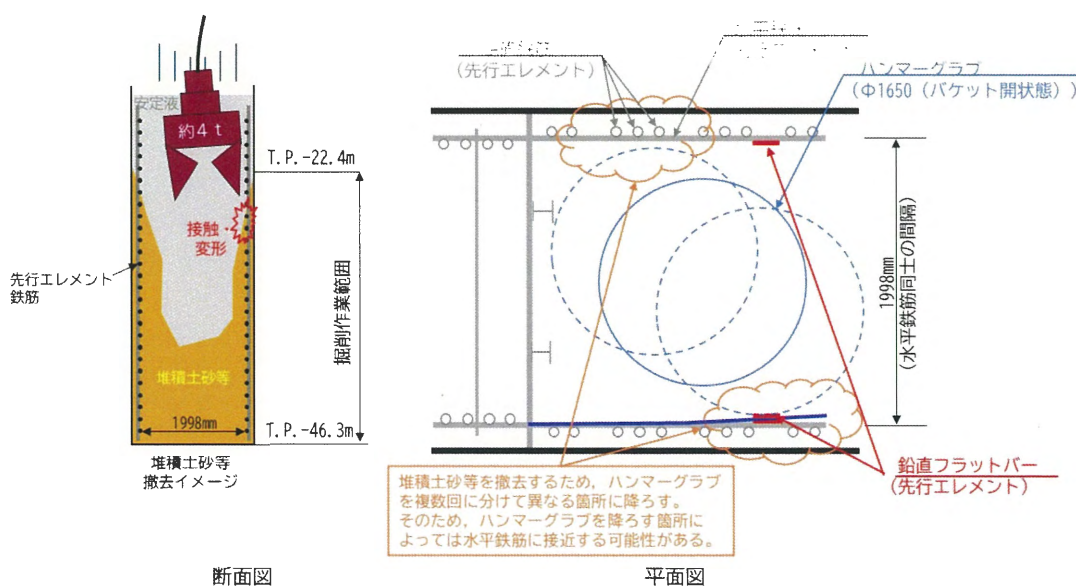 安定液
約4t
T.P.-22.4m
接触・
変形
先行エレメント
鉄筋
掘削作業範囲
堆積土砂等
1998mm
T.P.-46.3m
堆積土砂等
撤去イメージ
断面図
(先行エレメント)
ハンマーグラブ
(Φ1650(バケット開状態))
1998mm
(水平鉄筋同士の間隔)
鉛直フラットバー
(先行エレメント)
堆積土砂等を撤去するため，ハンマーグラブ
を複数回に分けて異なる箇所に降ろす。
そのため，ハンマーグラブを降ろす箇所に
よっては水平鉄筋に接近する可能性がある。
平面図